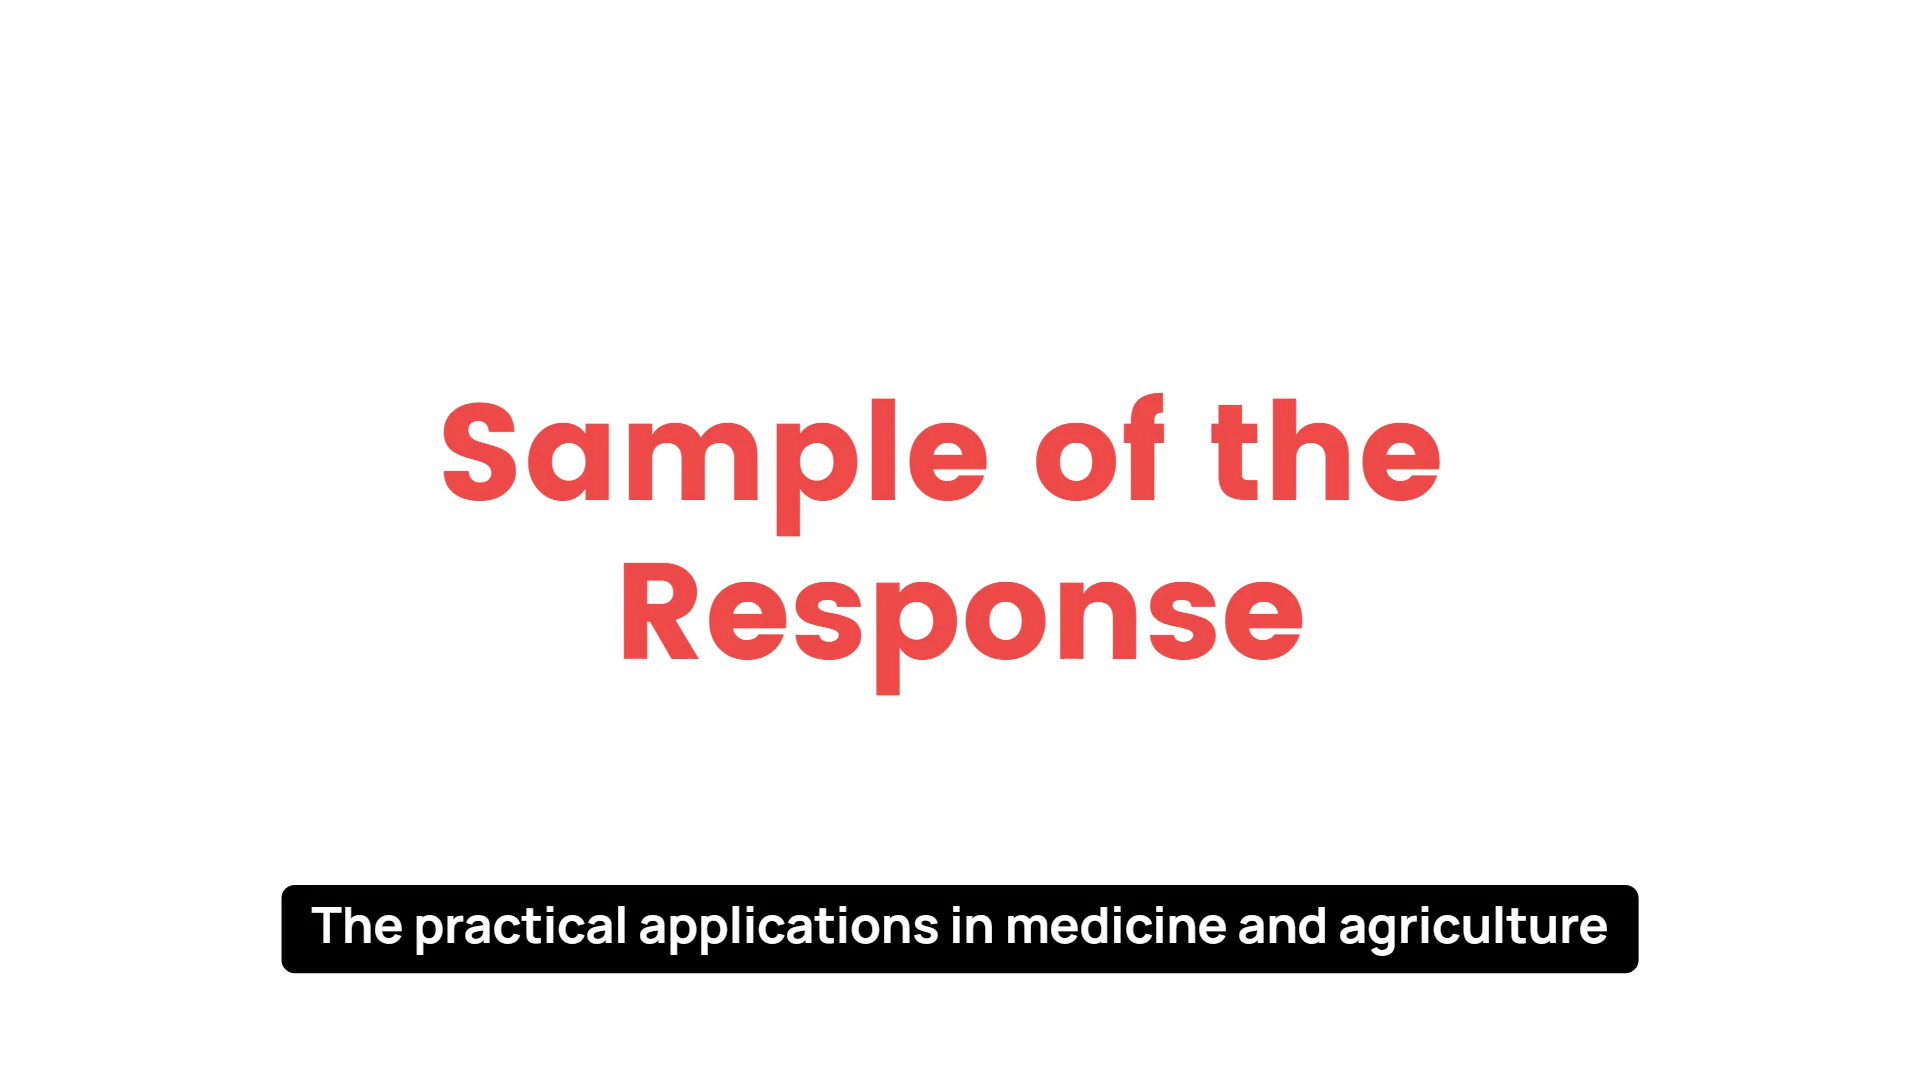 Sample of the
Response
The practical applications in medicine and agriculture